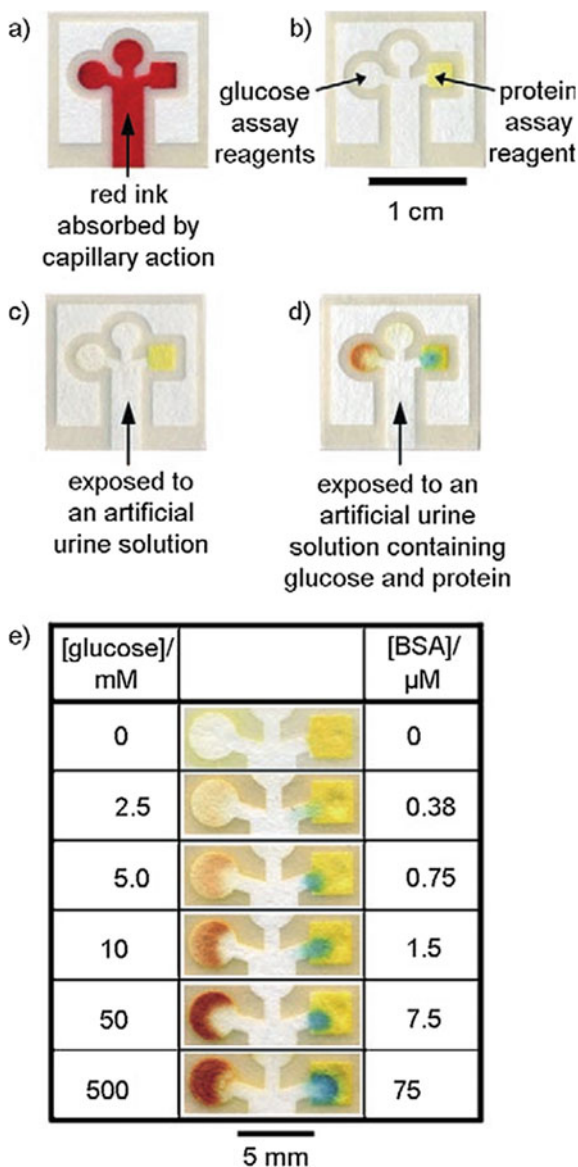 a)
b)
glucose
assay
reagents
protein
assay
reagents
red ink
absorbed by
capillary action
1 cm
c)
d)
exposed to
an artificial
urine solution
exposed to an
artificial urine
solution containing
glucose and protein
e)
[glucose]/
mM
[BSA]/
µM
0
0
2.5
0.38
5.0
0.75
10
1.5
50
7.5
500
75
5 mm